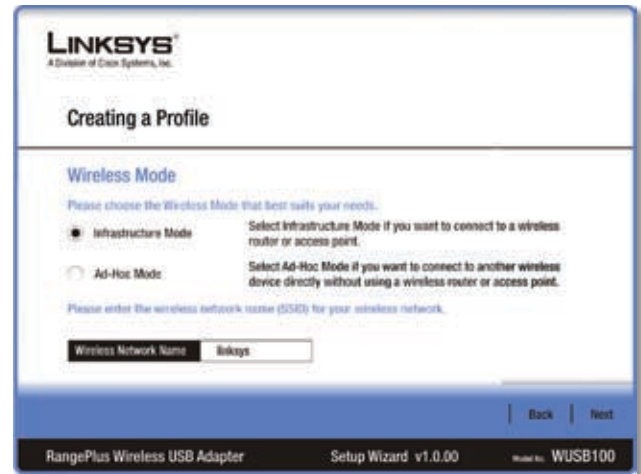 LINKSYS®
A Division of Cisco Systems, Inc.
Creating a Profile
Wireless Mode
Please choose the Wireless Mode that best suits your needs.
Infrastructure Mode
Select Infrastructure Mode if you want to connect to a wireless
router or access point.
Ad-Hoc Mode
Select Ad-Hoc Mode if you want to connect to another wireless
device directly without using a wireless router or access point.
Please enter the wireless network name (SSID) for your wireless network.
Wireless Network Name linksys
Back Next
RangePlus Wireless USB Adapter Setup Wizard v1.0.00 Model No. WUSB100